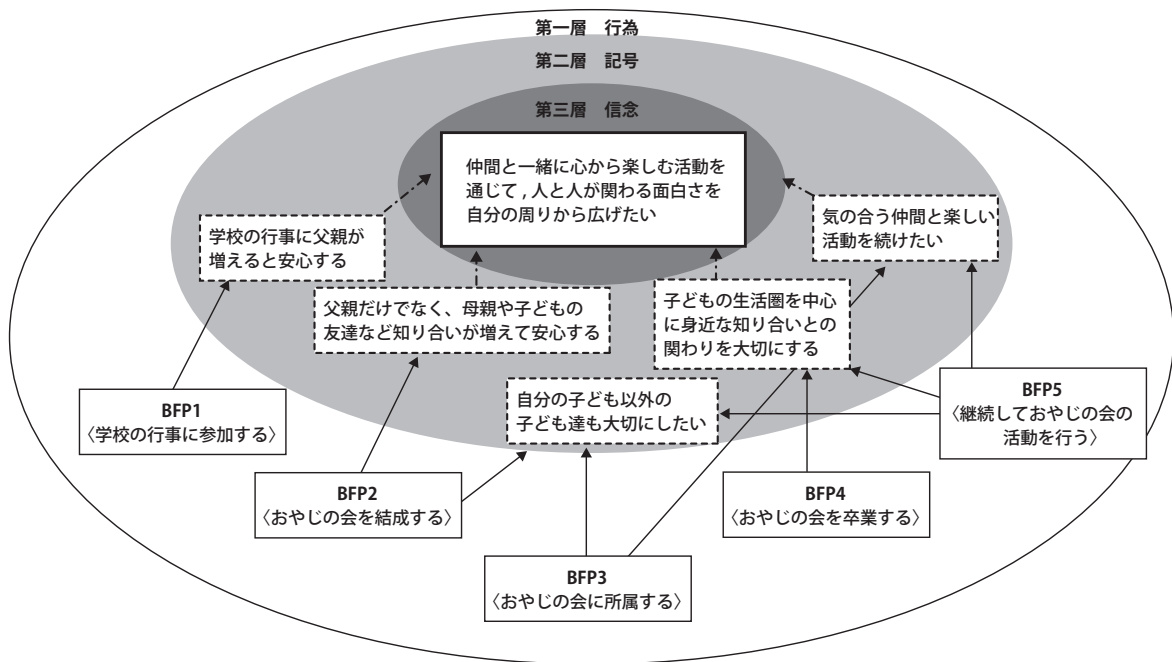 第一層 行為
第二層 記号
第三層 信念
仲間と一緒に心から楽しむ活動を
通じて,人と人が関わる面白さを
自分の周りから広げたい
学校の行事に父親が
増えると安心する
気の合う仲間と楽しい
活動を続けたい
父親だけでなく、母親や子どもの
友達など知り合いが増えて安心する
子どもの生活圏を中心
に身近な知り合いとの
関わりを大切にする
自分の子ども以外の
子ども達も大切にしたい
BFP1
〈学校の行事に参加する〉
BFP5
〈継続しておやじの会の
活動を行う〉
BFP2
〈おやじの会を結成する〉
BFP4
〈おやじの会を卒業する〉
BFP3
〈おやじの会に所属する〉